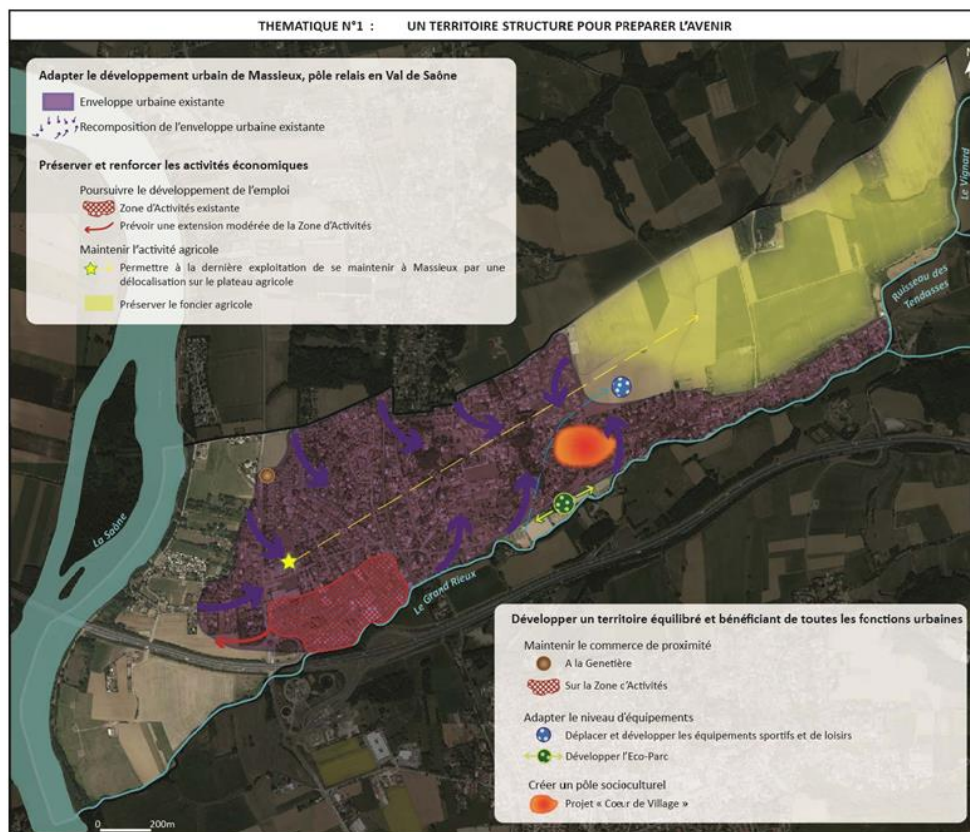 THEMATIQUE N°1 : UN TERRITOIRE STRUCTURE POUR PREPARER L'AVENIR
N
Adapter le développement urbain de Massieux, pôle relais en Val de Saône
Enveloppe urbaine existante
Recomposition de l'enveloppe urbaine existante
Préserver et renforcer les activités économiques
Poursuivre le développement de l'emploi
Zone d'Activités existante
Prévoir une extension modérée de la Zone d'Activités
Maintenir l'activité agricole
Permettre à la dernière exploitation de se maintenir à Massieux par une
délocalisation sur le plateau agricole
Préserver le foncier agricole
Le Vignard
Ruisseau des
Tendasses
La Saône
Le Grand Rieux
Développer un territoire équilibré et bénéficiant de toutes les fonctions urbaines
Maintenir le commerce de proximité
A la Genetière
Sur la Zone c'Activités
Adapter le niveau d'équipements
Déplacer et développer les équipements sportifs et de loisirs
Développer l'Eco-Parc
Créer un pôle socioculturel
Projet « Cœur de Village »
0 200m